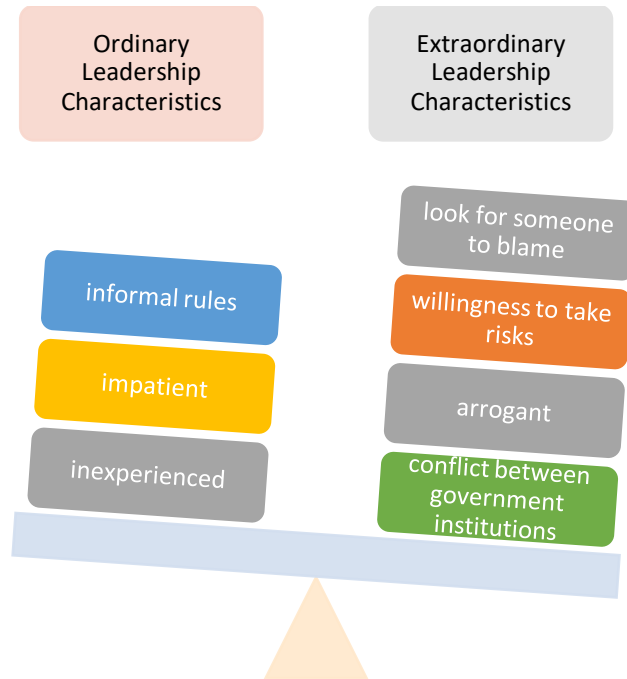 Ordinary
Leadership
Characteristics
Extraordinary
Leadership
Characteristics
informal rules
impatient
inexperienced
look for someone
to blame
willingness to take
risks
arrogant
conflict between
government
institutions